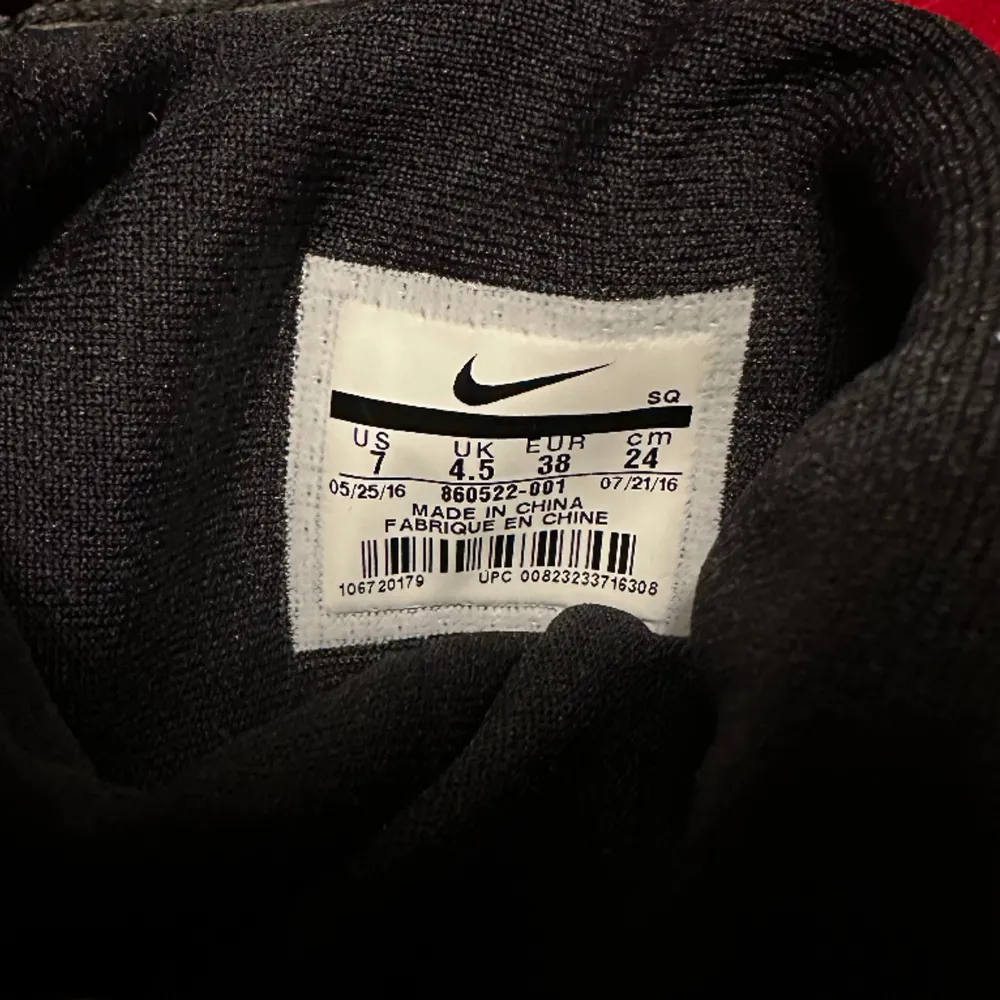 SQ
US UK EUR cm
7 4.5 38 24
05/25/16 860522-001 07/21/16
MADE IN CHINA
FABRIQUE EN CHINE
106720179 UPC 00823233716308